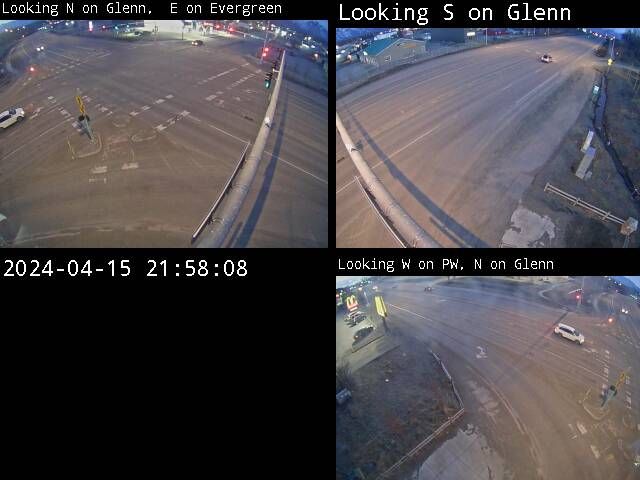 Looking N on Glenn, E on Evergreen
Looking S on Glenn
2024-04-15 21:58:08
Looking W on PW, N on Glenn